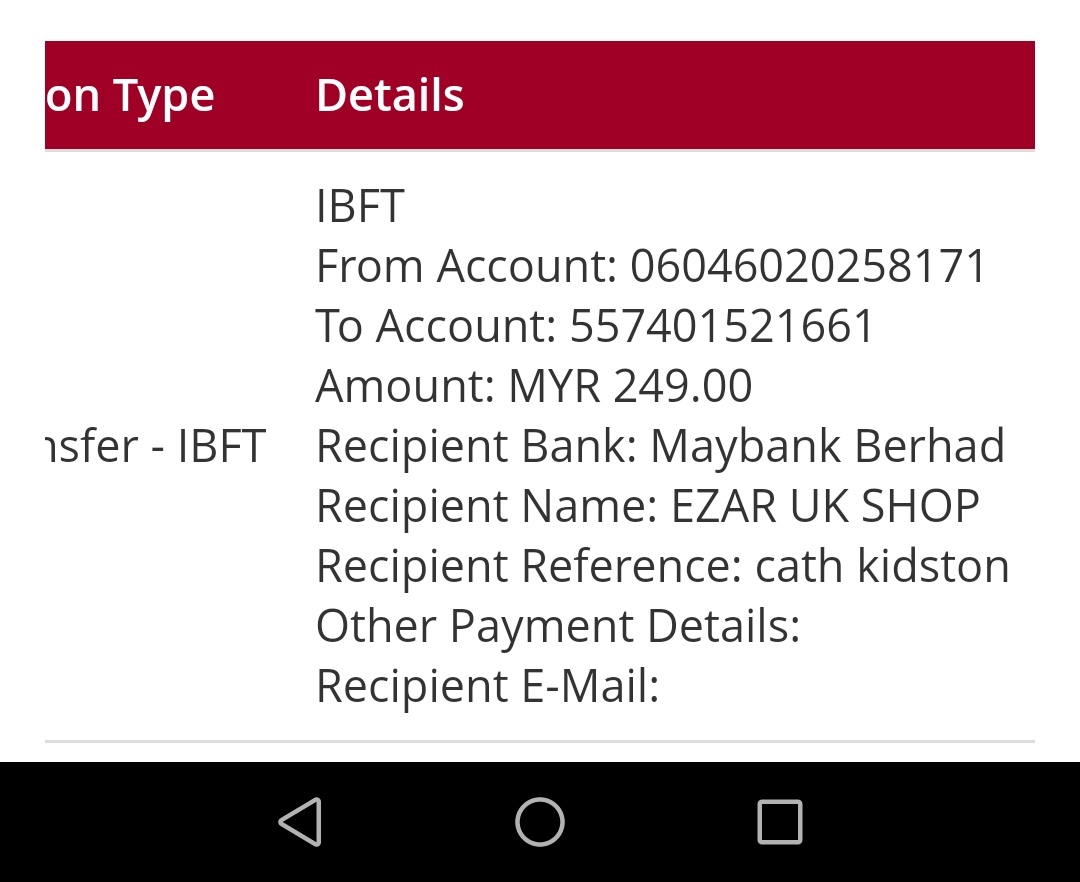 on Type Details
IBFT
From Account: 06046020258171
To Account: 557401521661
Amount: MYR 249.00
nsfer - IBFT Recipient Bank: Maybank Berhad
Recipient Name: EZAR UK SHOP
Recipient Reference: cath kidston
Other Payment Details:
Recipient E-Mail: